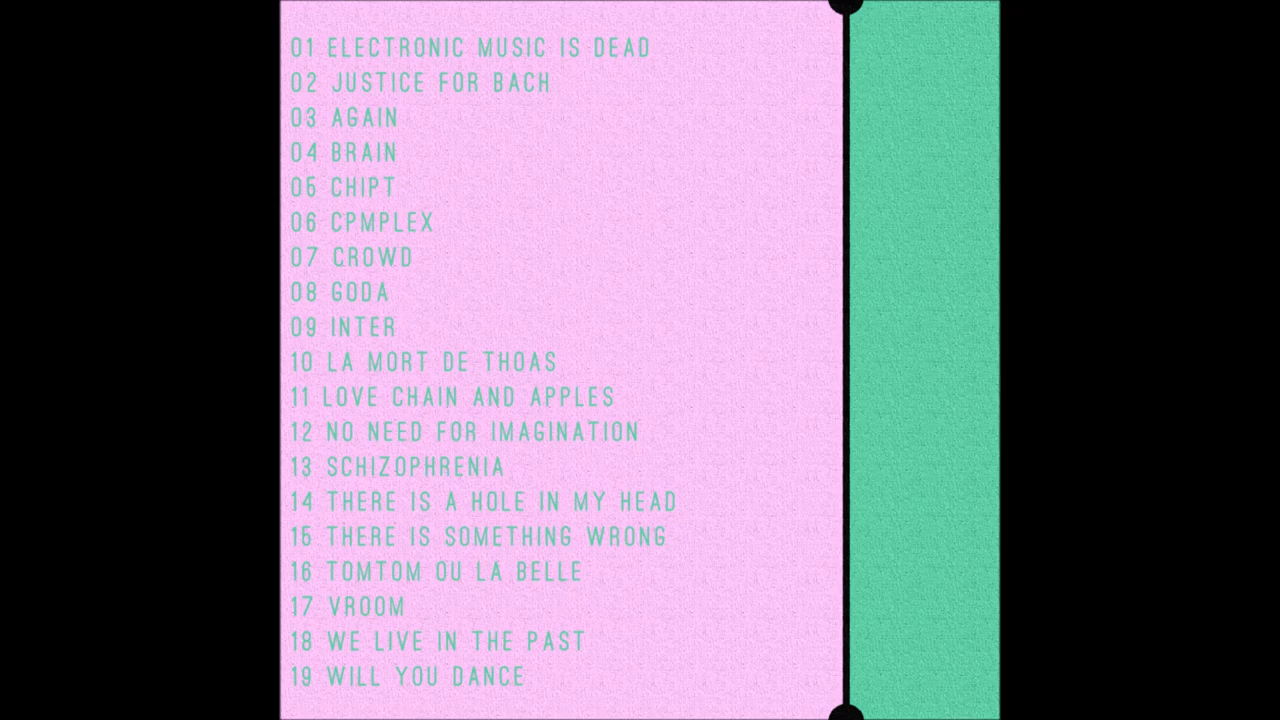 01 ELECTRONIC MUSIC IS DEAD
02 JUSTICE FOR BACH
03 AGAIN
04 BRAIN
05 CHIPT
06 CPMPLEX
07 CROWD
08 GODA
09 INTER
10 LA MORT DE THOAS
11 LOVE CHAIN AND APPLES
12 NO NEED FOR IMAGINATION
13 SCHIZOPHRENIA
14 THERE IS A HOLE IN MY HEAD
15 THERE IS SOMETHING WRONG
16 TOMTOM OU LA BELLE
17 VROOM
18 WE LIVE IN THE PAST
19 WILL YOU DANCE